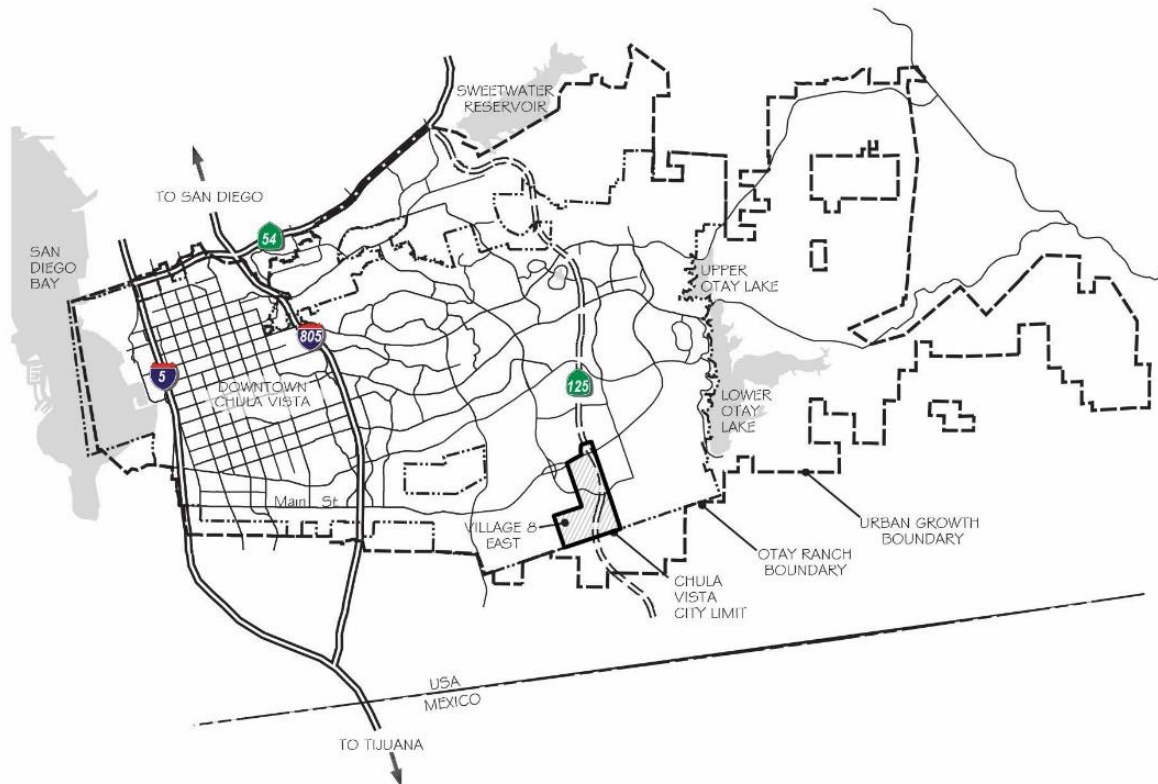 SWEETWATER
RESERVOIR
TO SAN DIEGO
54
SAN
DIEGO
BAY
UPPER
OTAY LAKE
805
5
125
DOWNTOWN
CHULA VISTA
LOWER
OTAY
LAKE
Main St
VILLAGE 8
EAST
URBAN GROWTH
BOUNDARY
OTAY RANCH
BOUNDARY
CHULA
VISTA
CITY LIMIT
USA
MEXICO
TO TIJUANA